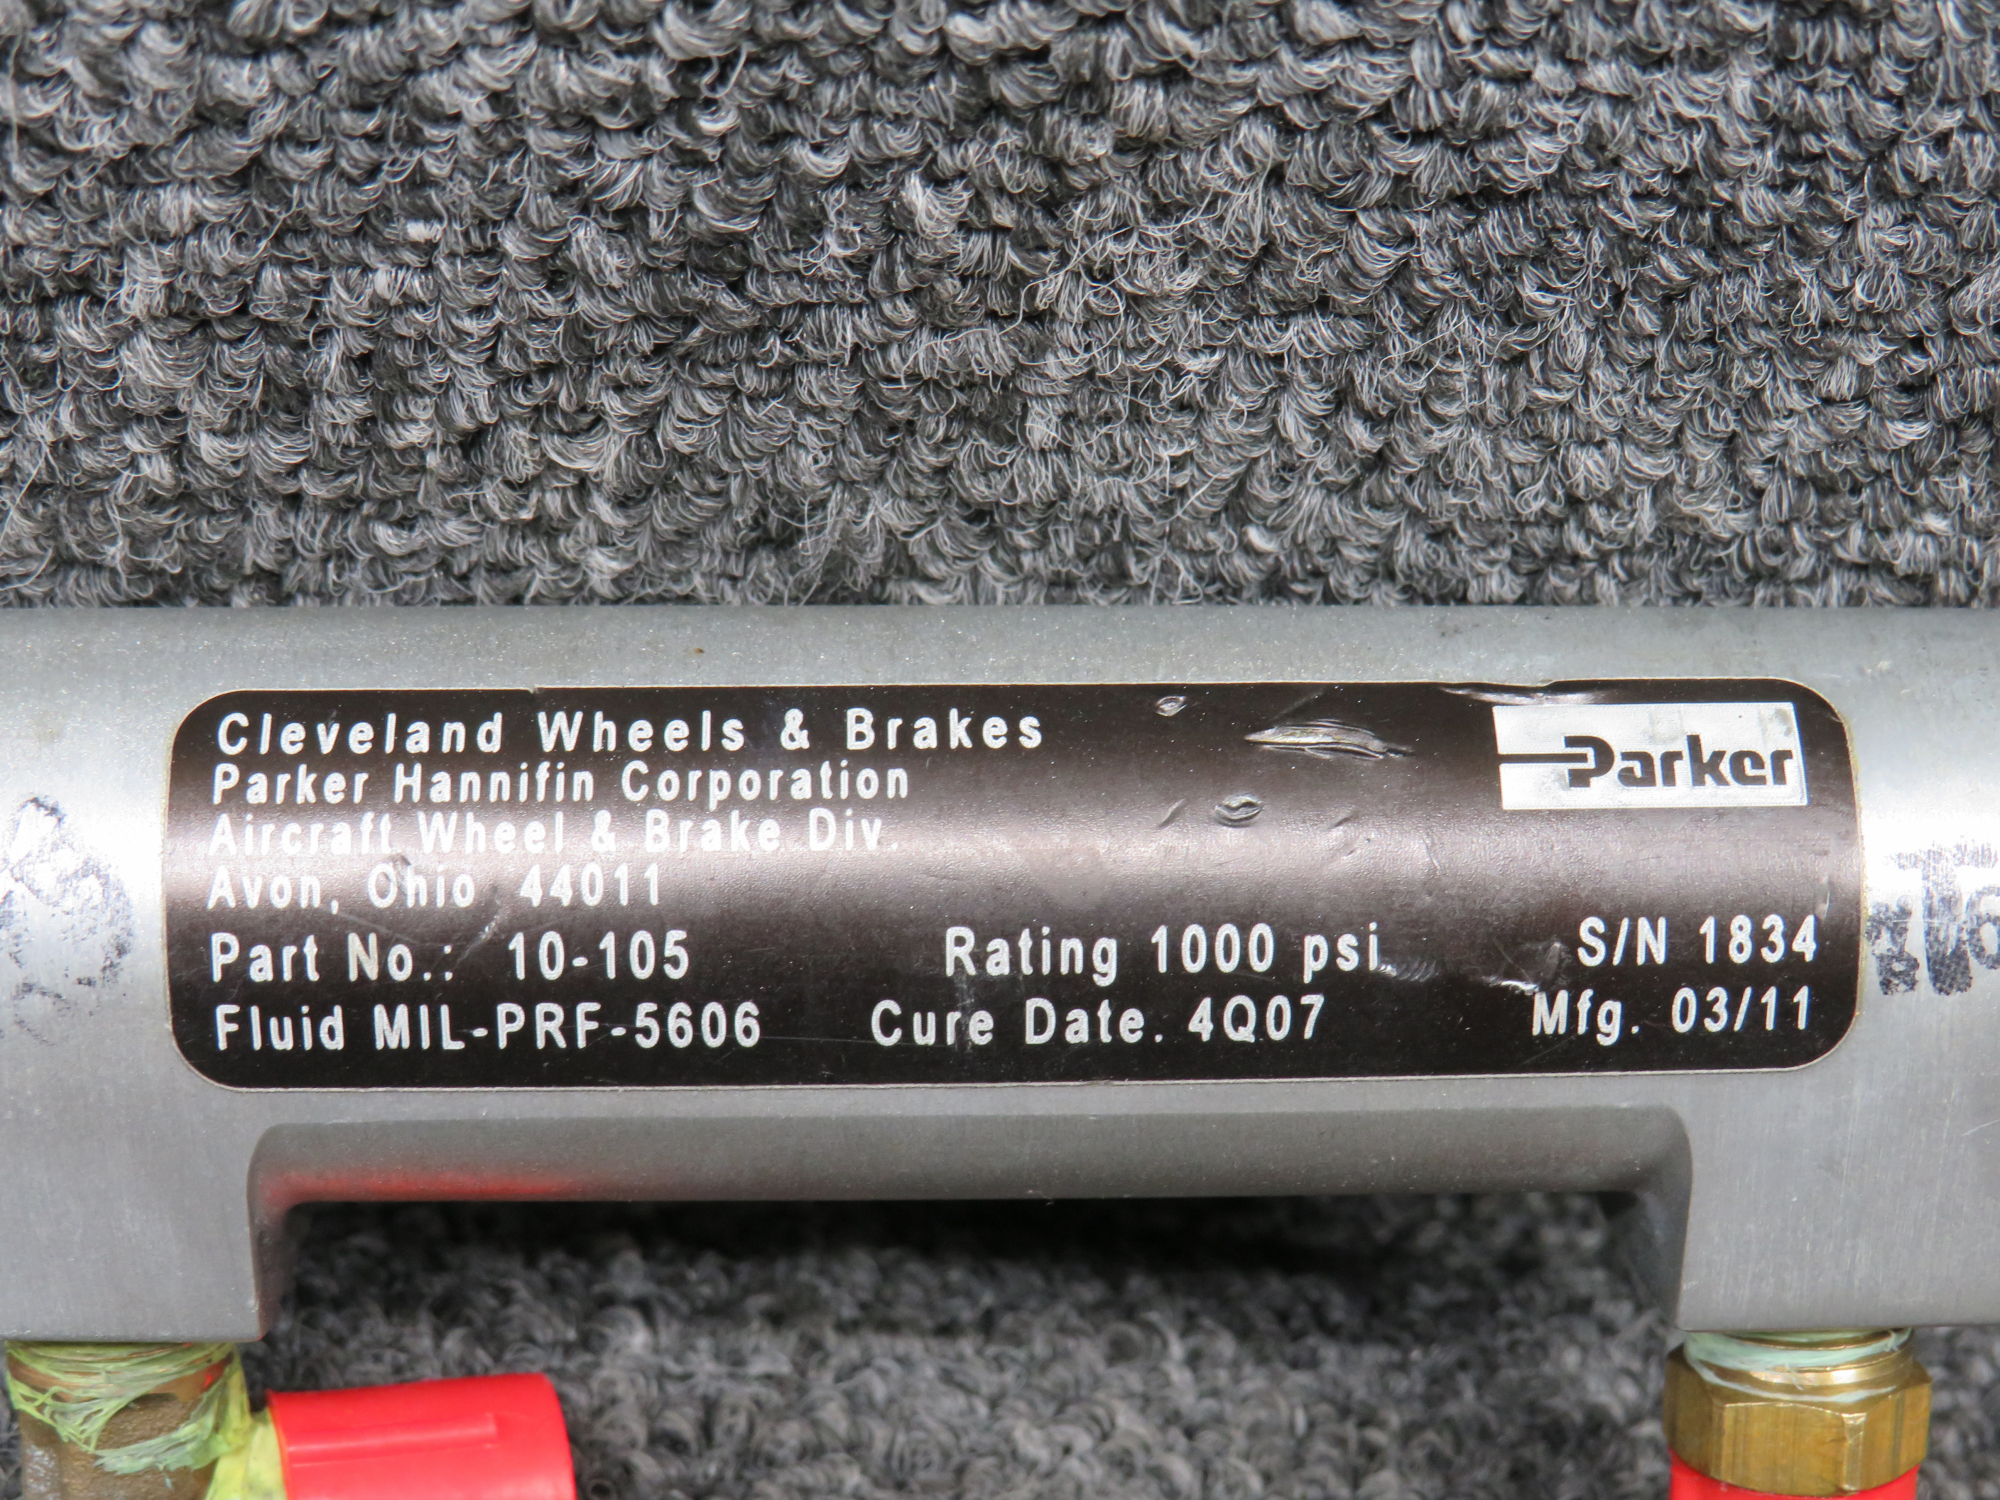 Cleveland Wheels & Brakes
Parker
Parker Hannifin Corporation
Aircraft Wheel & Brake Div.
Avon, Ohio 44011
Part No.: 10-105 Rating 1000 psi S/N 1834
Fluid MIL-PRF-5606 Cure Date. 4Q07 Mfg. 03/11